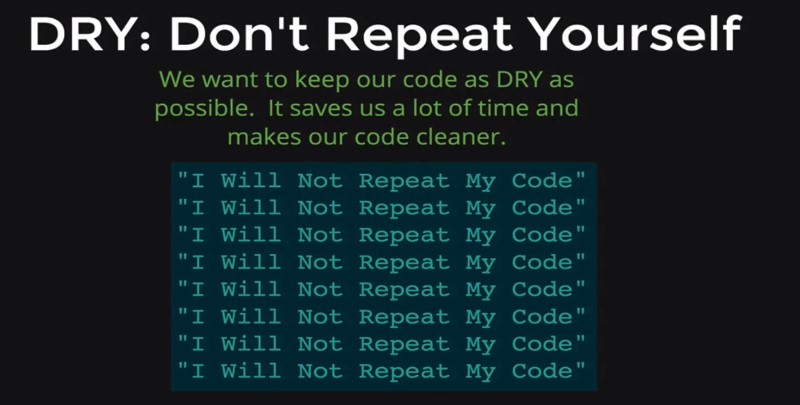 DRY: Don't Repeat Yourself
We want to keep our code as DRY as
possible. It saves us a lot of time and
makes our code cleaner.
"I Will Not Repeat My Code"
"I Will Not Repeat My Code"
"I Will Not Repeat My Code"
"I Will Not Repeat My Code"
"I Will Not Repeat My Code"
"I Will Not Repeat My Code"
"I Will Not Repeat My Code"
"I Will Not Repeat My Code"